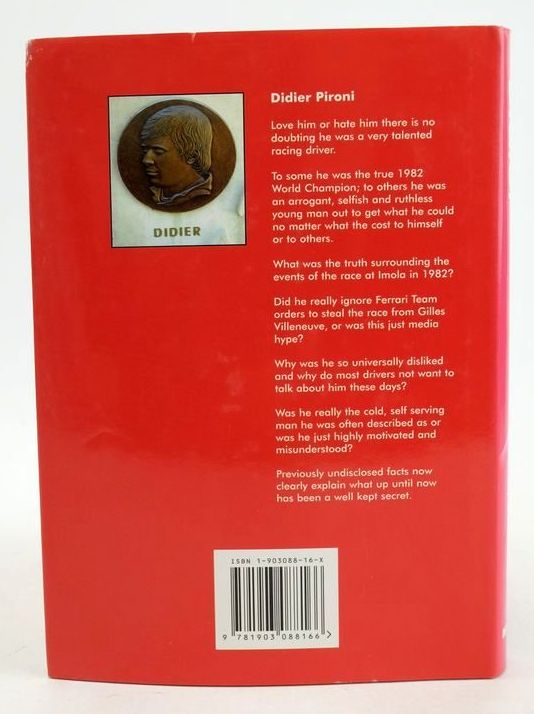 DIDIER
Didier Pironi
Love him or hate him there is no
doubting he was a very talented
racing driver.
To some he was the true 1982
World Champion; to others he was
an arrogant, selfish and ruthless
young man out to get what he could
no matter what the cost to himself
or to others.
What was the truth surrounding the
events of the race at Imola in 1982?
Did he really ignore Ferrari Team
orders to steal the race from Gilles
Villeneuve, or was this just media
hype?
Why was he so universally disliked
and why do most drivers not want to
talk about him these days?
Was he really the cold, self serving
man he was often described as or
was he just highly motivated and
misunderstood?
Previously undisclosed facts now
clearly explain what up until now
has been a well kept secret.
ISBN 1-903088-16-X
9 781903 088166 >